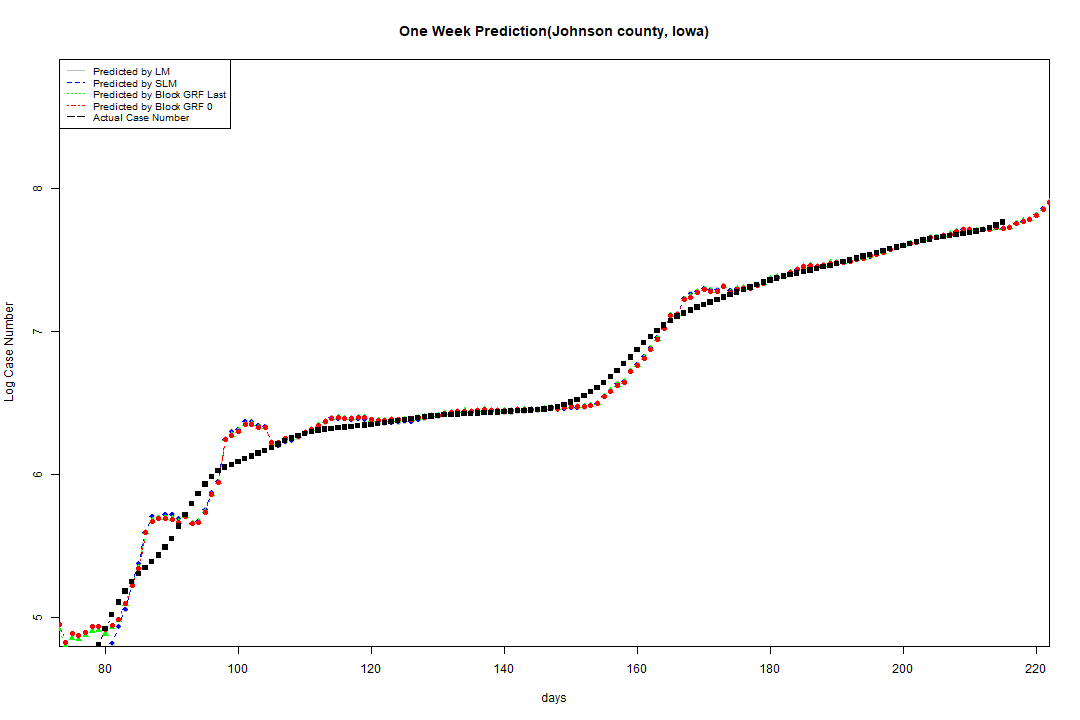 One Week Prediction(Johnson county, Iowa)
Predicted by LM
Predicted by SLM
Predicted by Block GRF Last
Predicted by Block GRF 0
Actual Case Number
Log Case Number
8
7
6
5
80 100 120 140 160 180 200 220
days